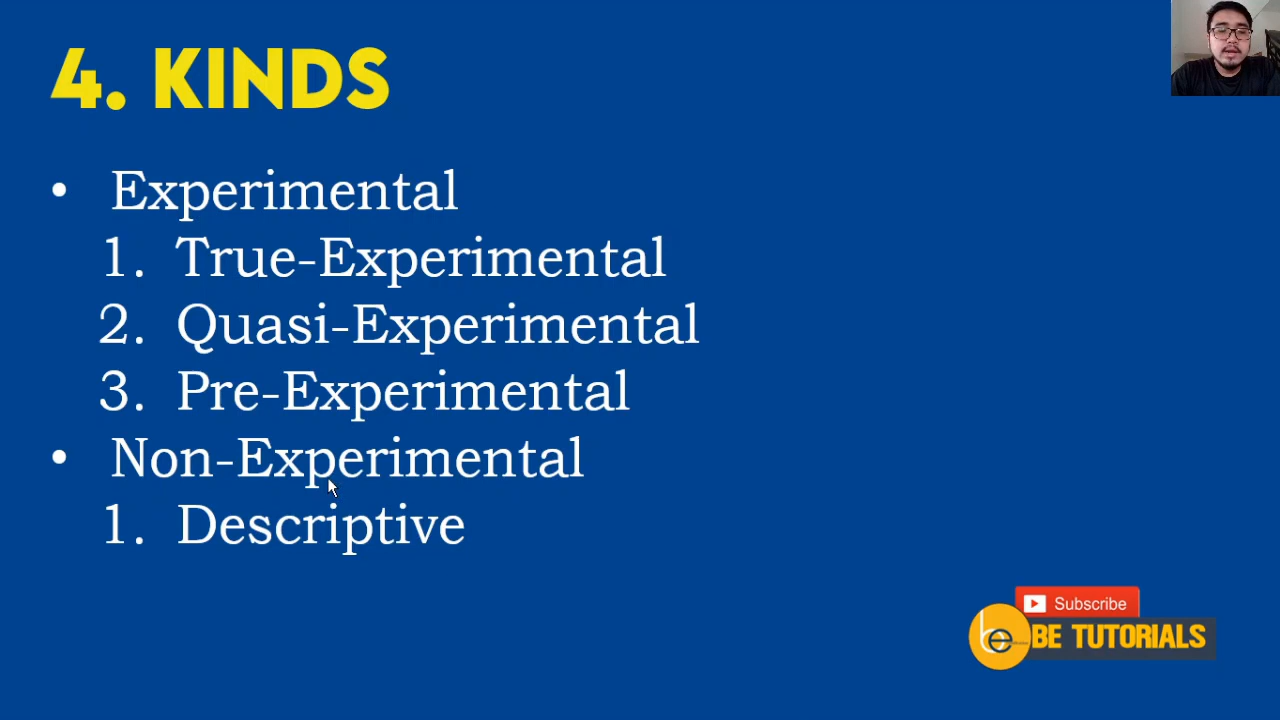 4. KINDS
• Experimental
1. True-Experimental
2. Quasi-Experimental
3. Pre-Experimental
• Non-Experimental
1. Descriptive
Subscribe
be BE TUTORIALS